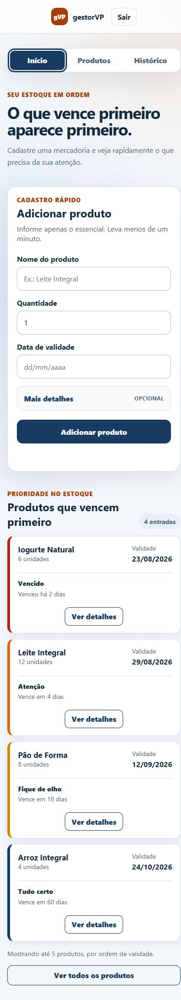 gVP gestorVP Sair
Início Produtos Histórico
SEU ESTOQUE EM ORDEM
O que vence primeiro
aparece primeiro.
Cadastre uma mercadoria e veja rapidamente o que
precisa da sua atenção.
CADASTRO RÁPIDO
Adicionar produto
Informe apenas o essencial. Leva menos de um
minuto.
Nome do produto
Ex.: Leite Integral
Quantidade
1
Data de validade
dd/mm/aaaa
Mais detalhes OPCIONAL
Adicionar produto
PRIORIDADE NO ESTOQUE
Produtos que vencem
primeiro
4 entradas
Iogurte Natural
6 unidades
Validade
23/08/2026
Vencido
Venceu há 2 dias
Ver detalhes
Leite Integral
12 unidades
Validade
29/08/2026
Atenção
Vence em 4 dias
Ver detalhes
Pão de Forma
8 unidades
Validade
12/09/2026
Fique de olho
Vence em 18 dias
Ver detalhes
Arroz Integral
4 unidades
Validade
24/10/2026
Tudo certo
Vence em 60 dias
Ver detalhes
Mostrando até 5 produtos, por ordem de validade.
Ver todos os produtos